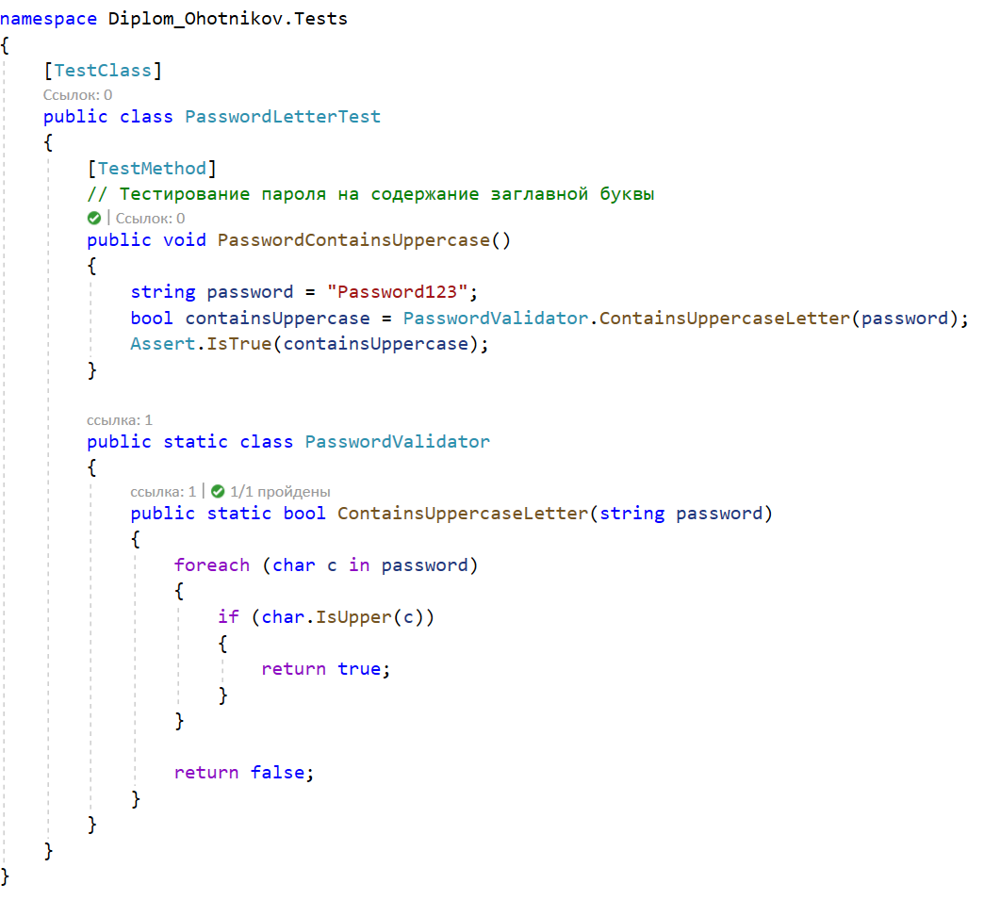 namespace Diplom_Ohotnikov.Tests
{
[TestClass]
Ссылок: 0
public class PasswordLetterTest
{
[TestMethod]
// Тестирование пароля на содержание заглавной буквы
| Ссылок: 0
public void PasswordContainsUppercase()
{
string password = "Password123";
bool containsUppercase = PasswordValidator.ContainsUppercaseLetter(password);
Assert.IsTrue(containsUppercase);
}
ссылка: 1
public static class PasswordValidator
{
ссылка: 1 | 1/1 пройдены
public static bool ContainsUppercaseLetter(string password)
{
foreach (char c in password)
{
if (char.IsUpper(c))
{
return true;
}
}
return false;
}
}
}
}